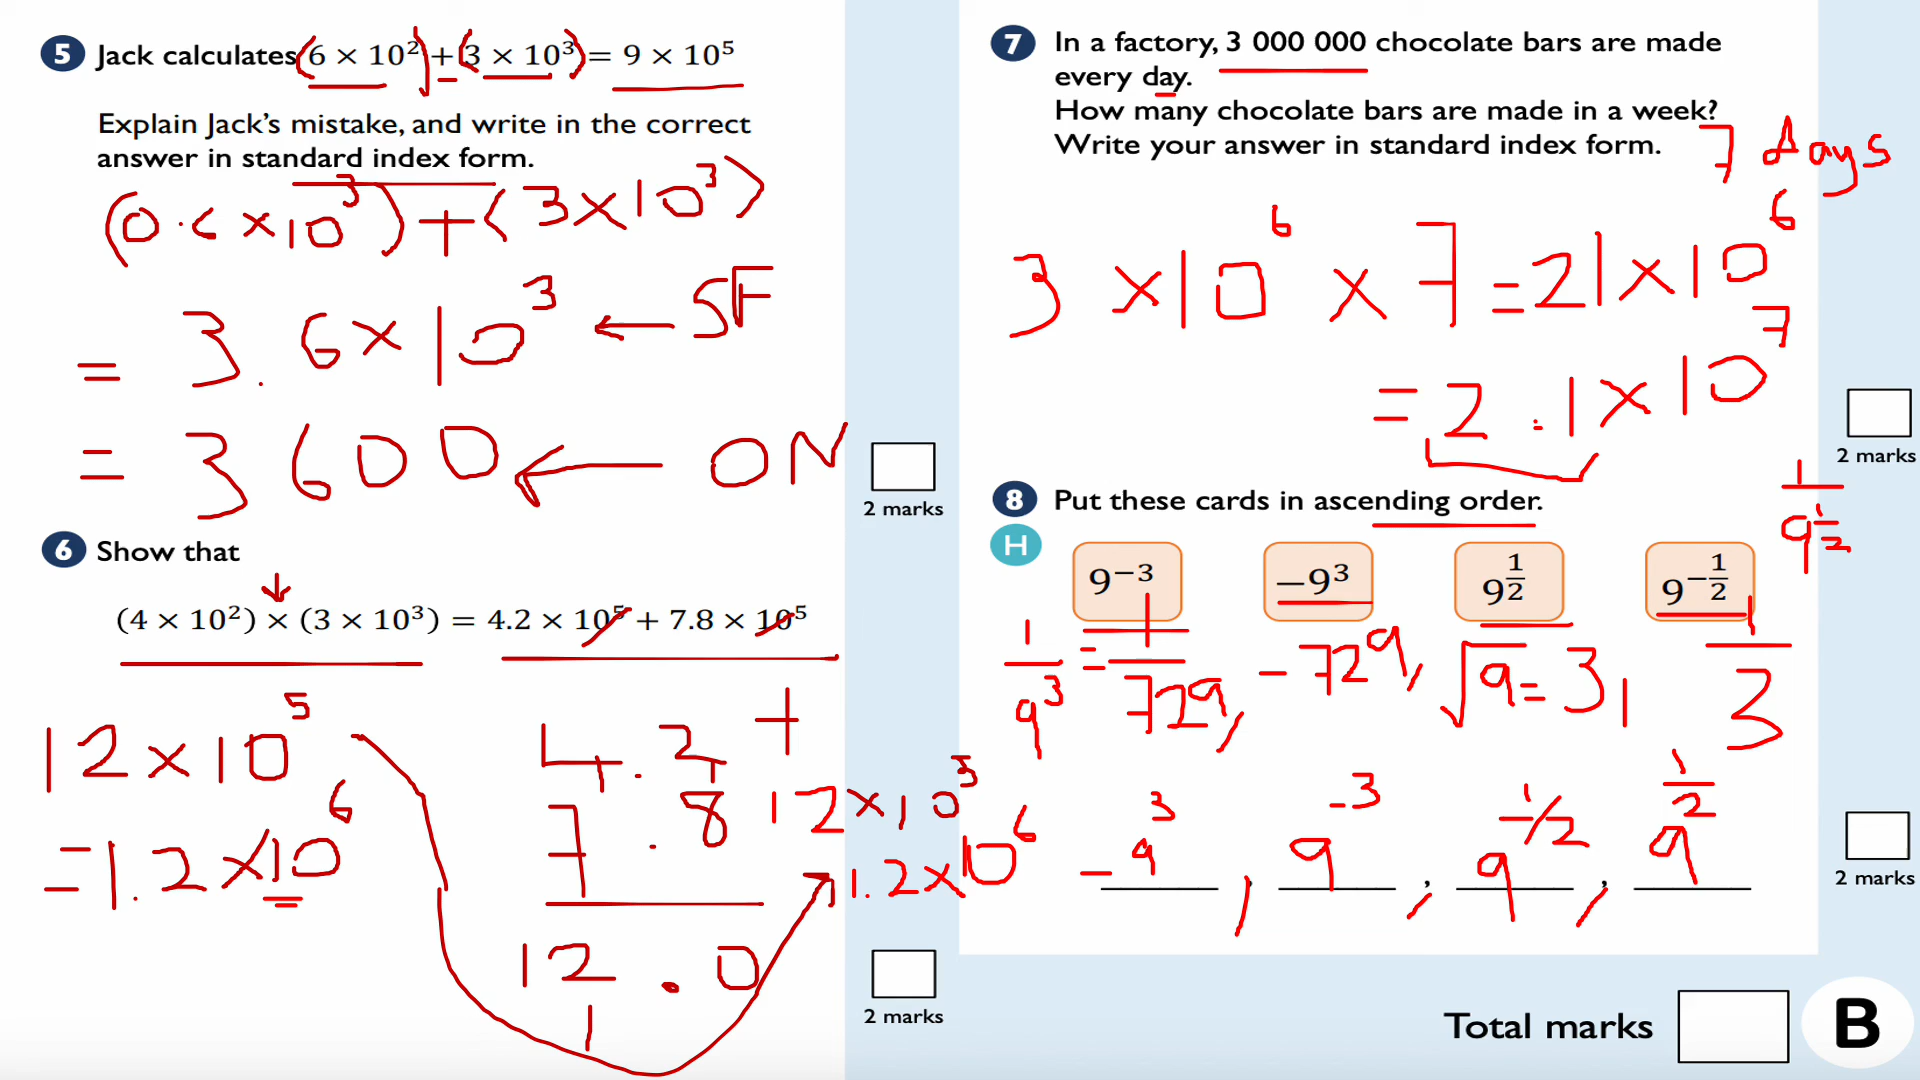 5 Jack calculates (6 × 10²) + (3 × 10³) = 9 × 10⁵
Explain Jack's mistake, and write in the correct
answer in standard index form.
(0.6 × 10³) + (3 × 10³)
= 3.6 × 10³ ← SF
= 3600 ← ON
2 marks
6 Show that
(4 × 10²) × (3 × 10³) = 4.2 × 10⁵ + 7.8 × 10⁵
12 × 10⁵
= 1.2 × 10⁶
4.2 +
7.8
12.0
1
12 × 10⁵
1.2 × 10⁶
2 marks
7 In a factory, 3 000 000 chocolate bars are made
every day.
How many chocolate bars are made in a week?
Write your answer in standard index form.
7 days
3 × 10⁶ × 7 = 21 × 10⁶
= 2.1 × 10⁷
2 marks
8 Put these cards in ascending order.
H
9⁻³ −9³ 9^(1/2) 9^(−1/2)
1/9^(1/2)
1/9³ = 1/729, −729, √9 = 3, 1/3
−9³, 9⁻³, 9^(−1/2), 9^(1/2)
2 marks
Total marks
B